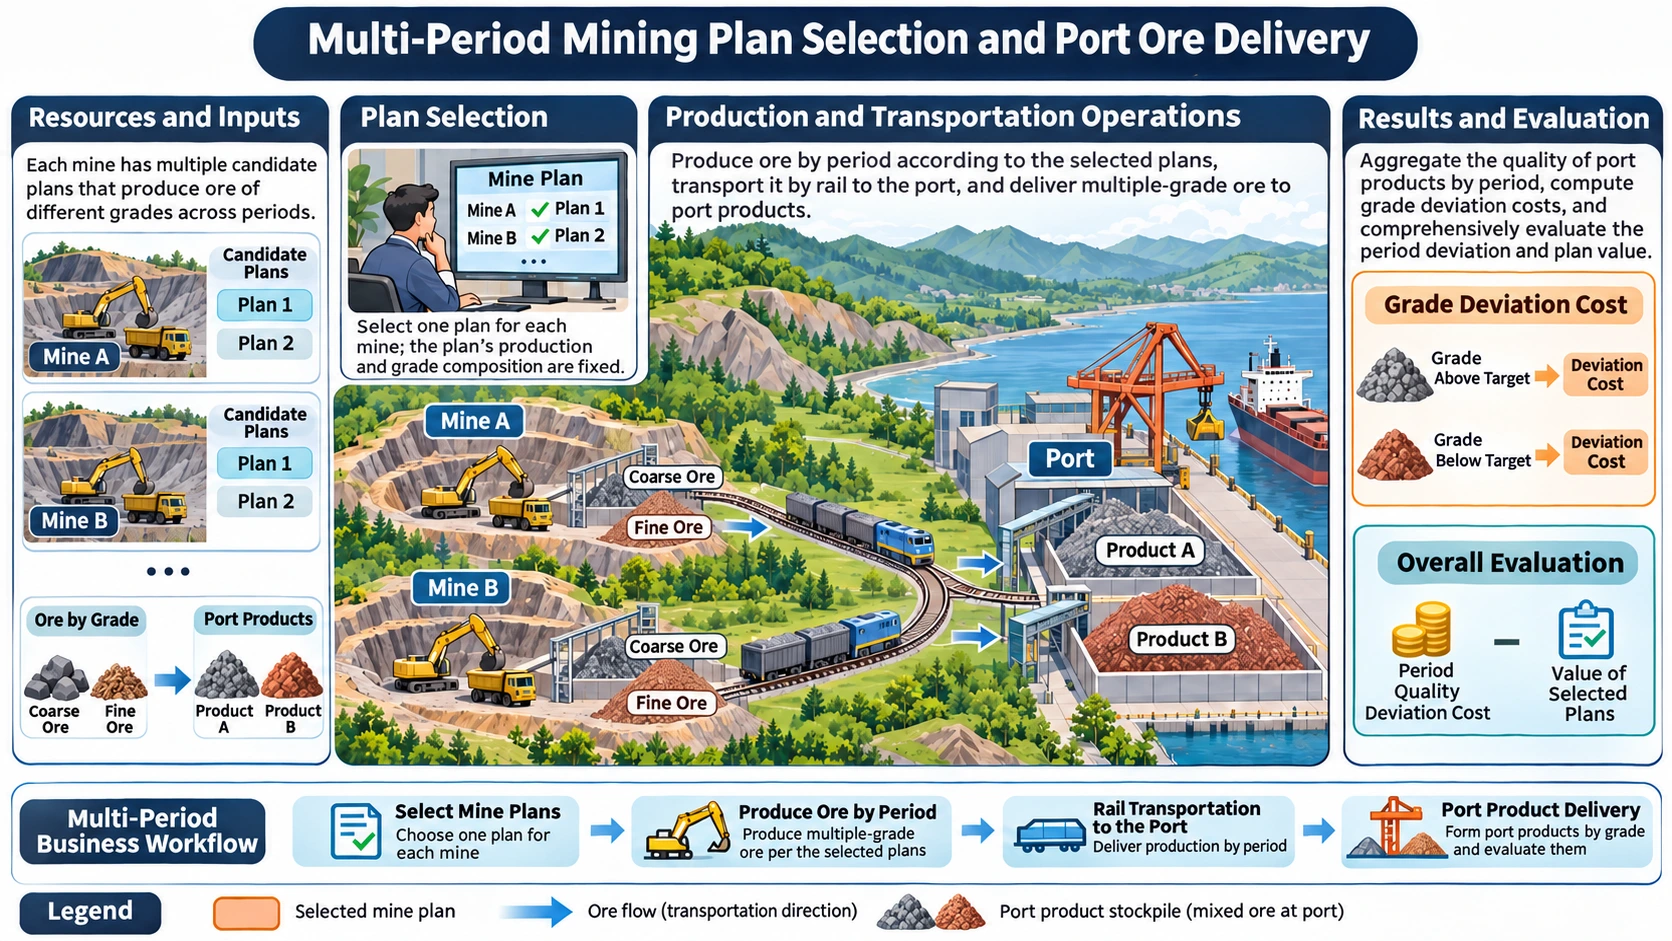 Multi-Period Mining Plan Selection and Port Ore Delivery
Resources and Inputs
Each mine has multiple candidate
plans that produce ore of
different grades across periods.
Candidate
Plans
Plan 1
Plan 2
Mine A
Candidate
Plans
Plan 1
Plan 2
Mine B
•••
Ore by Grade
Port Products
Coarse
Ore
Fine
Ore
Product
A
Product
B
Plan Selection
Mine Plan
Mine A ✓ Plan 1
Mine B ✓ Plan 2
•••
Select one plan for each
mine; the plan's production
and grade composition are fixed.
Production and Transportation Operations
Produce ore by period according to the selected plans,
transport it by rail to the port, and deliver multiple-grade ore to
port products.
Mine A
Coarse Ore
Fine Ore
Port
Product A
Mine B
Coarse Ore
Fine Ore
Product B
Results and Evaluation
Aggregate the quality of port
products by period, compute
grade deviation costs, and
comprehensively evaluate the
period deviation and plan value.
Grade Deviation Cost
Grade
Above Target
Deviation
Cost
Grade
Below Target
Deviation
Cost
Overall Evaluation
Period
Quality
Deviation Cost
–
Value of
Selected
Plans
Multi-Period
Business Workflow
Select Mine Plans
Choose one plan for
each mine
Produce Ore by Period
Produce multiple-grade
ore per the selected plans
Rail Transportation
to the Port
Deliver production by period
Port Product Delivery
Form port products by grade
and evaluate them
Legend
Selected mine plan
Ore flow (transportation direction)
Port product stockpile (mixed ore at port)